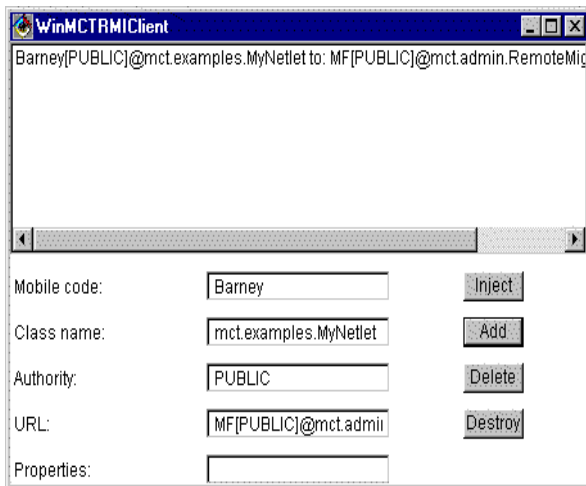 WinMCTRMIClient
Barney[PUBLIC]@mct.examples.MyNetlet to: MF[PUBLIC]@mct.admin.RemoteMig
Mobile code: Barney Inject
Class name: mct.examples.MyNetlet Add
Authority: PUBLIC Delete
URL: MF[PUBLIC]@mct.admin Destroy
Properties: